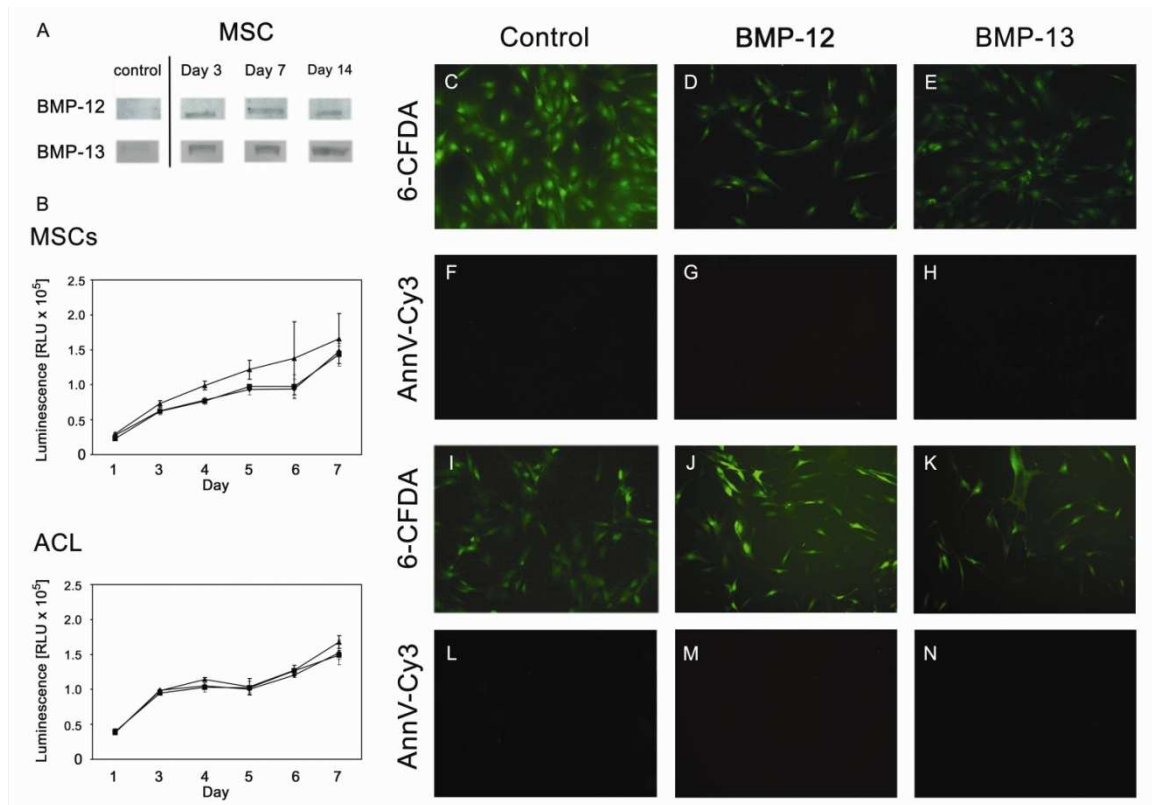 A
MSC
control Day 3 Day 7 Day 14
BMP-12
BMP-13
B
MSCs
Luminescence [RLU x 10⁵]
2.5
2.0
1.5
1.0
0.5
0
1 3 4 5 6 7
Day
ACL
Luminescence [RLU x 10⁵]
2.5
2.0
1.5
1.0
0.5
0
1 3 4 5 6 7
Day
Control BMP-12 BMP-13
6-CFDA
C D E
AnnV-Cy3
F G H
6-CFDA
I J K
AnnV-Cy3
L M N